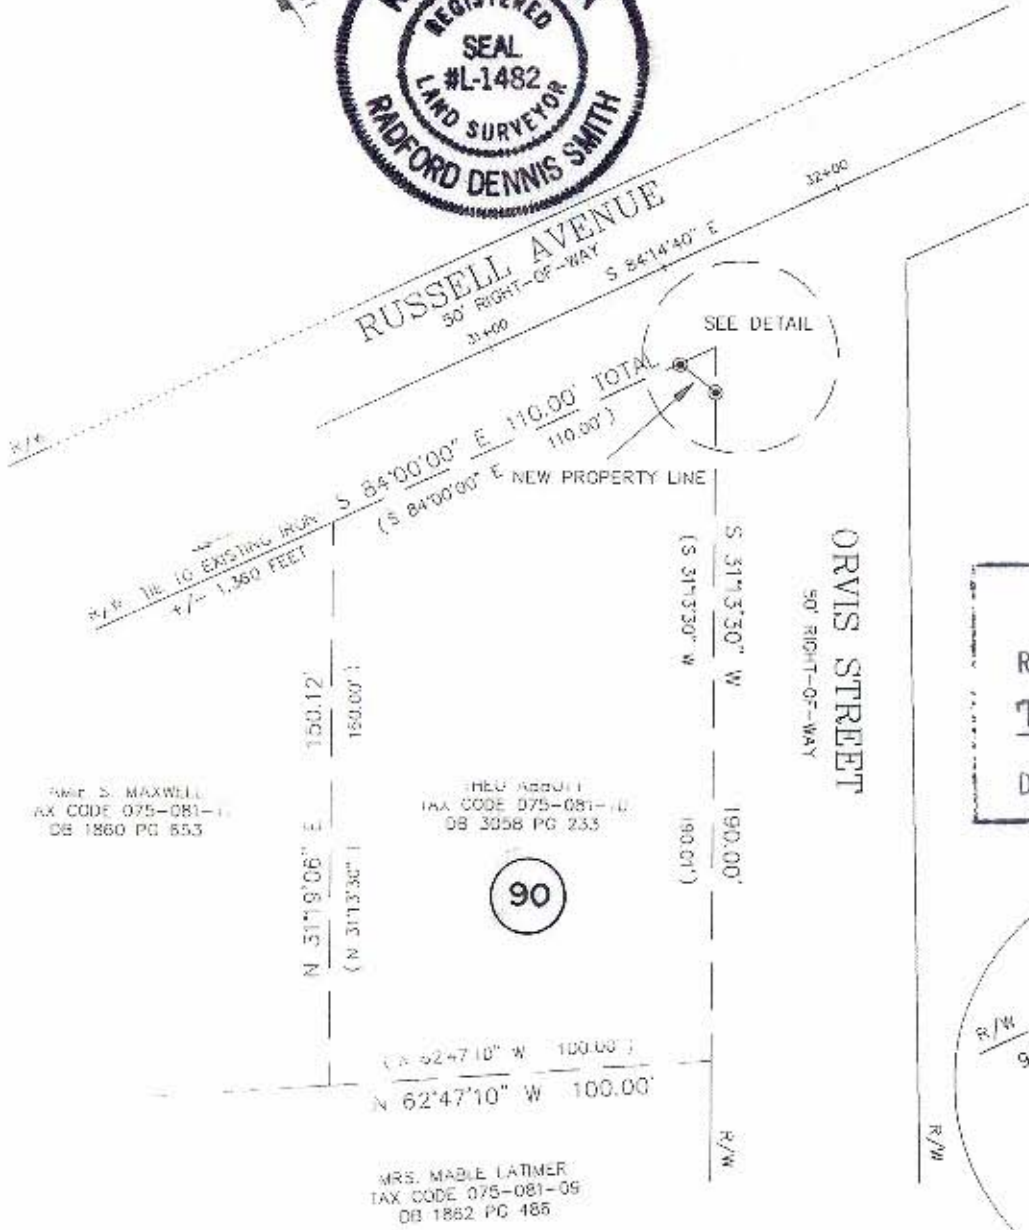 REGISTERED
SEAL
#L-1482
LAND SURVEYOR
RADFORD DENNIS SMITH
RUSSELL AVENUE
50' RIGHT-OF-WAY
31+00
S 84°14'40" E
32+00
SEE DETAIL
R/W
S 84°00'00" E 110.00' TOTAL
(S 84°00'00" E 110.00')
NEW PROPERTY LINE
R/W TIE TO EXISTING IRON
+/- 1,360 FEET
S 31°13'30" W 190.00'
(S 31°13'30" W 190.01')
ORVIS STREET
50' RIGHT-OF-WAY
N 31°19'06" E 150.12'
(N 31°13'30"
S. MAXWELL
AX CODE 075-081-
DB 1860 PG 653
TAX CODE 075-081-
DB 3058 PG 233
90
(N 62°47'10" W 100.00')
N 62°47'10" W 100.00'
MRS. MABLE LATIMER
TAX CODE 075-081-09
DB 1862 PG 486
R/W
R/W
R
D
R/W
9